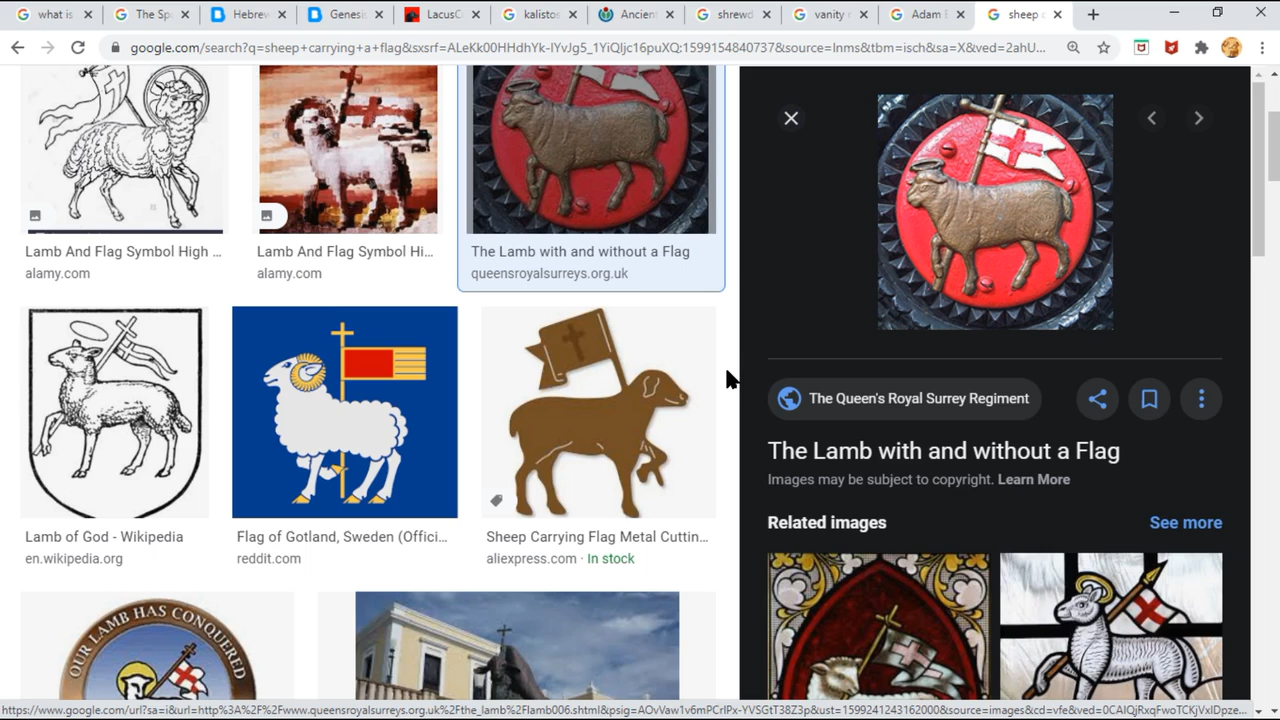 what is
The Sp
Hebrew
Genesi
LacusC
kalistos
Ancien
shrewd
vanity
Adam E
sheep c
google.com/search?q=sheep+carrying+a+flag&sxsrf=ALeKk00HHdhYk-IYvJg5_1YiQljc16puXQ:1599154840737&source=lnms&tbm=isch&sa=X&ved=2ahU...
Lamb And Flag Symbol High ...
alamy.com
Lamb And Flag Symbol Hi...
alamy.com
The Lamb with and without a Flag
queensroyalsurreys.org.uk
Lamb of God - Wikipedia
en.wikipedia.org
Flag of Gotland, Sweden (Offici...
reddit.com
Sheep Carrying Flag Metal Cuttin...
aliexpress.com · In stock
OUR LAMB HAS CONQUERED
The Queen's Royal Surrey Regiment
The Lamb with and without a Flag
Images may be subject to copyright. Learn More
Related images
See more
https://www.google.com/url?sa=i&url=http%3A%2F%2Fwww.queensroyalsurreys.org.uk%2Fthe_lamb%2Flamb006.shtml&psig=AOvVaw1v6mPCrIPx-YVSGtT38Z3p&ust=1599241243162000&source=images&cd=vfe&ved=0CAIQjRxqFwoTCKjVxIDpze...